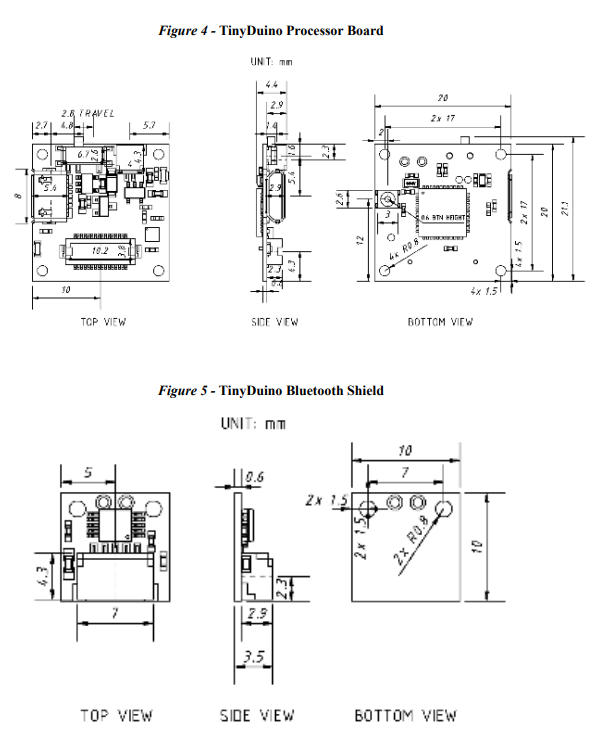 Figure 4 - TinyDuino Processor Board
UNIT: mm
4.4
2.9
1.4
20
2x 17
2
2.8 TRAVEL
2.7
4.8
5.7
6.7
2.6
4.3
4
1.6
2.3
5.4
8
5.4
2.9
2.6
3
0.6 BTN HEIGHT
2x 17
20
21.1
10.2
3.8
2.3
4.3
12
4x R0.8
4x 1.5
4x 1.5
10
TOP VIEW
SIDE VIEW
BOTTOM VIEW
Figure 5 - TinyDuino Bluetooth Shield
UNIT: mm
10
5
0.6
7
2x 1.5
2x 1.5
2x R0.8
10
4.3
2.3
7
2.9
3.5
TOP VIEW
SIDE VIEW
BOTTOM VIEW